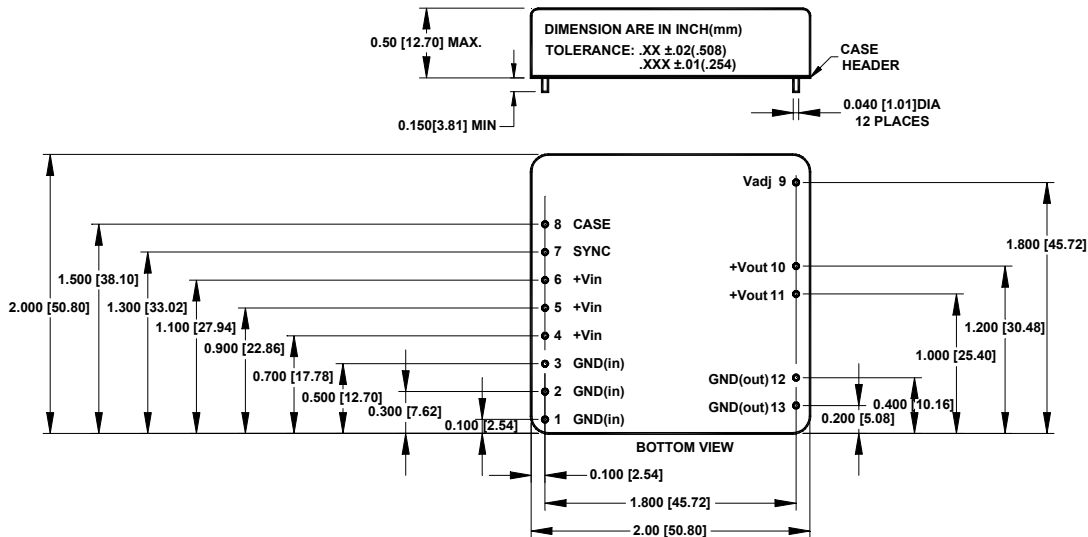 0.50 [12.70] MAX.
DIMENSION ARE IN INCH(mm)
TOLERANCE: .XX ±.02(.508)
.XXX ±.01(.254)
CASE
HEADER
0.150[3.81] MIN
0.040 [1.01]DIA
12 PLACES
Vadj 9
8 CASE
7 SYNC
6 +Vin
5 +Vin
4 +Vin
3 GND(in)
2 GND(in)
1 GND(in)
+Vout 10
+Vout 11
GND(out) 12
GND(out) 13
2.000 [50.80]
1.500 [38.10]
1.300 [33.02]
1.100 [27.94]
0.900 [22.86]
0.700 [17.78]
0.500 [12.70]
0.300 [7.62]
0.100 [2.54]
1.800 [45.72]
1.200 [30.48]
1.000 [25.40]
0.400 [10.16]
0.200 [5.08]
BOTTOM VIEW
0.100 [2.54]
1.800 [45.72]
2.00 [50.80]